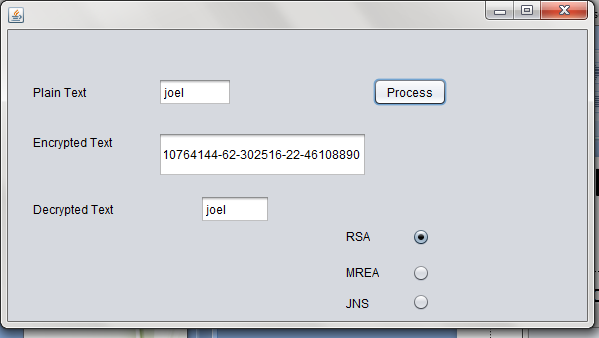 Plain Text joel Process
Encrypted Text 10764144-62-302516-22-46108890
Decrypted Text joel
RSA
MREA
JNS